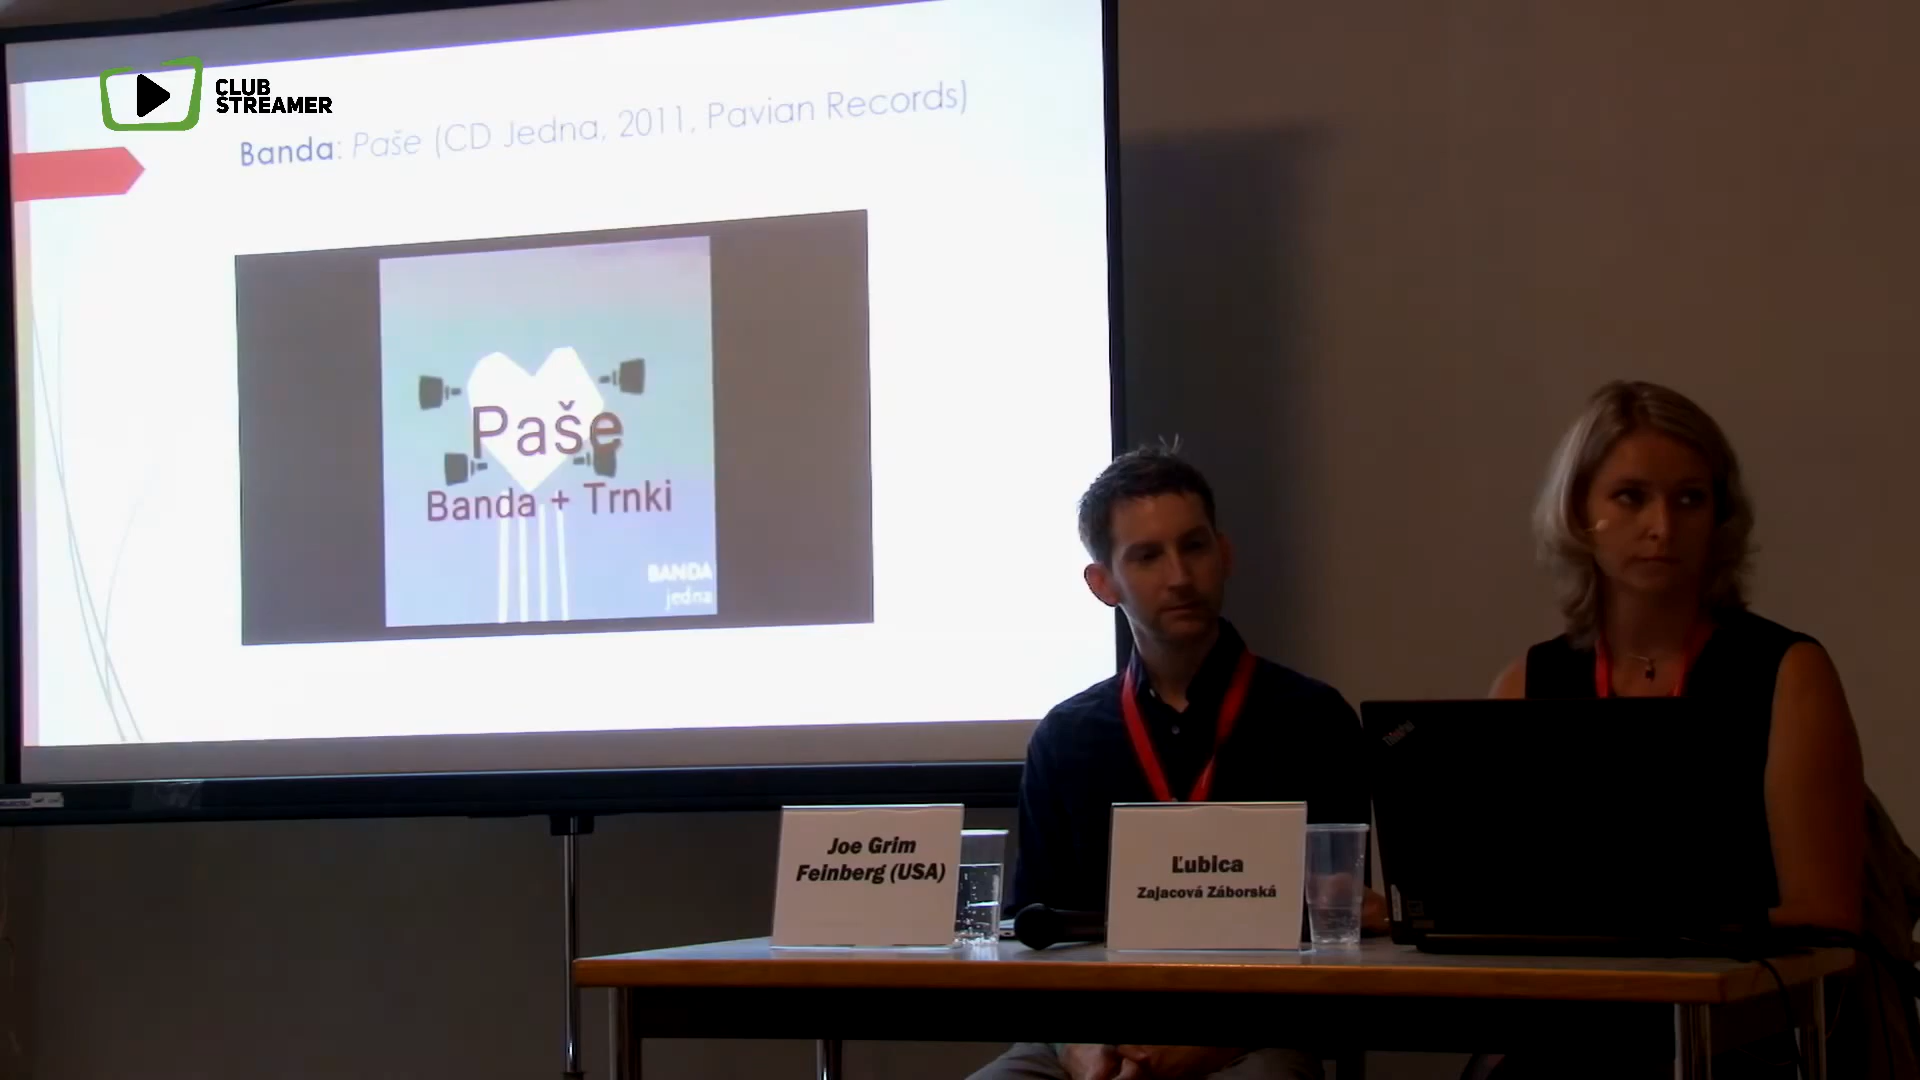 CLUB
STREAMER
Banda: Paše (CD Jedna, 2011, Pavian Records)
Paše
Banda + Trnki
BANDA
jedna
Joe Grim
Feinberg (USA)
Ľubica
Zajacová Záborská
ThinkPad